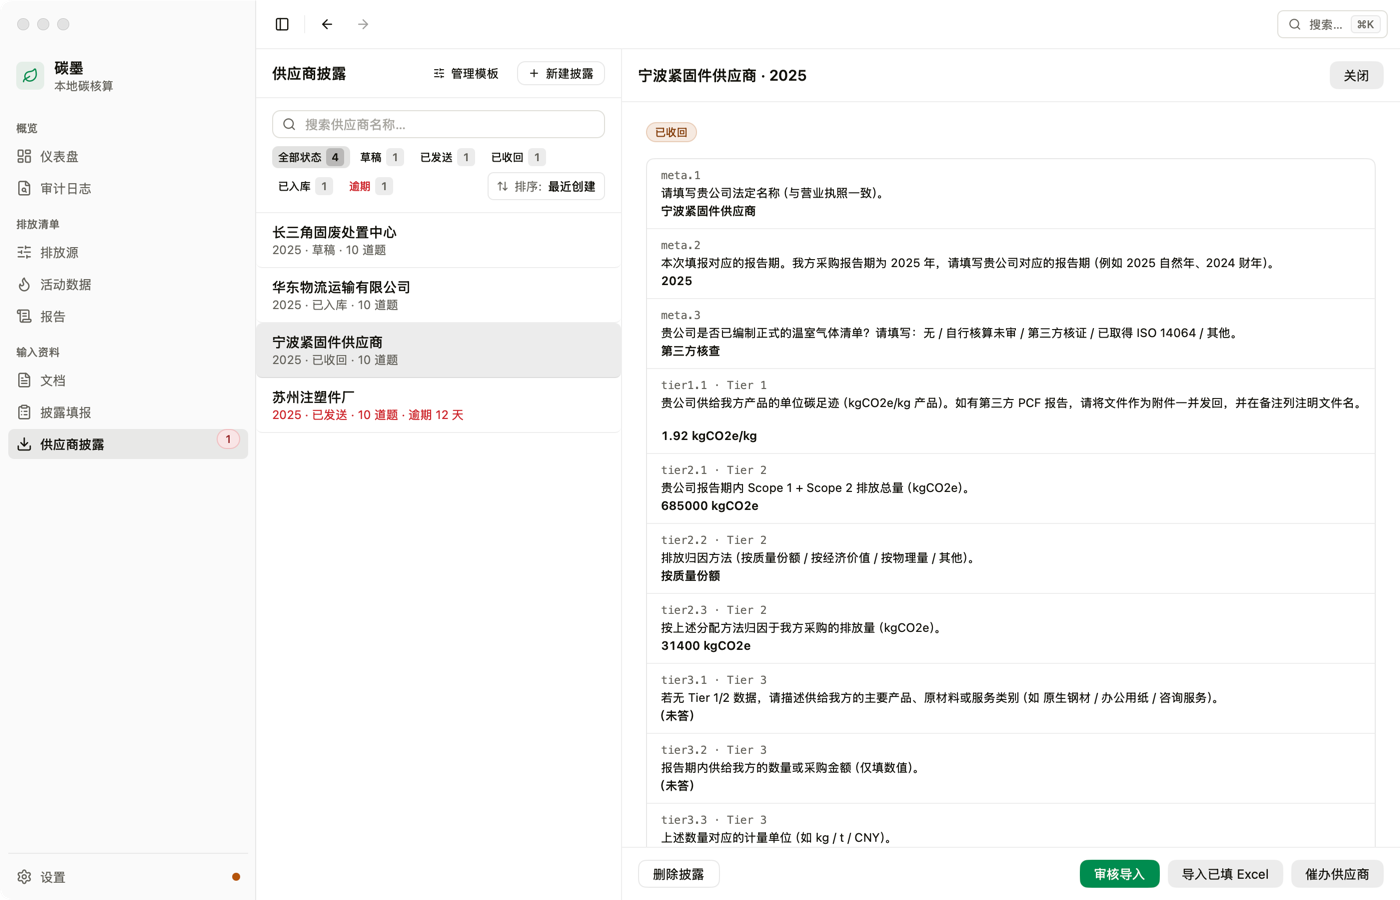 搜索...
⌘K
碳墨
本地碳核算
概览
仪表盘
审计日志
排放清单
排放源
活动数据
报告
输入资料
文档
披露填报
供应商披露
1
设置
供应商披露
管理模板
新建披露
搜索供应商名称...
全部状态 4
草稿 1
已发送 1
已收回 1
已入库 1
逾期 1
排序: 最近创建
长三角固废处置中心
2025 · 草稿 · 10 道题
华东物流运输有限公司
2025 · 已入库 · 10 道题
宁波紧固件供应商
2025 · 已收回 · 10 道题
苏州注塑件厂
2025 · 已发送 · 10 道题 · 逾期 12 天
宁波紧固件供应商 · 2025
关闭
已收回
meta.1
请填写贵公司法定名称 (与营业执照一致)。
宁波紧固件供应商
meta.2
本次填报对应的报告期。我方采购报告期为 2025 年，请填写贵公司对应的报告期 (例如 2025 自然年、2024 财年)。
2025
meta.3
贵公司是否已编制正式的温室气体清单？请填写：无 / 自行核算未审 / 第三方核证 / 已取得 ISO 14064 / 其他。
第三方核查
tier1.1 · Tier 1
贵公司供给我方产品的单位碳足迹 (kgCO2e/kg 产品)。如有第三方 PCF 报告，请将文件作为附件一并发回，并在备注列注明文件名。
1.92 kgCO2e/kg
tier2.1 · Tier 2
贵公司报告期内 Scope 1 + Scope 2 排放总量 (kgCO2e)。
685000 kgCO2e
tier2.2 · Tier 2
排放归因方法 (按质量份额 / 按经济价值 / 按物理量 / 其他)。
按质量份额
tier2.3 · Tier 2
按上述分配方法归因于我方采购的排放量 (kgCO2e)。
31400 kgCO2e
tier3.1 · Tier 3
若无 Tier 1/2 数据，请描述供给我方的主要产品、原材料或服务类别 (如 原生钢材 / 办公用纸 / 咨询服务)。
(未答)
tier3.2 · Tier 3
报告期内供给我方的数量或采购金额 (仅填数值)。
(未答)
tier3.3 · Tier 3
上述数量对应的计量单位 (如 kg / t / CNY)。
删除披露
审核导入
导入已填 Excel
催办供应商